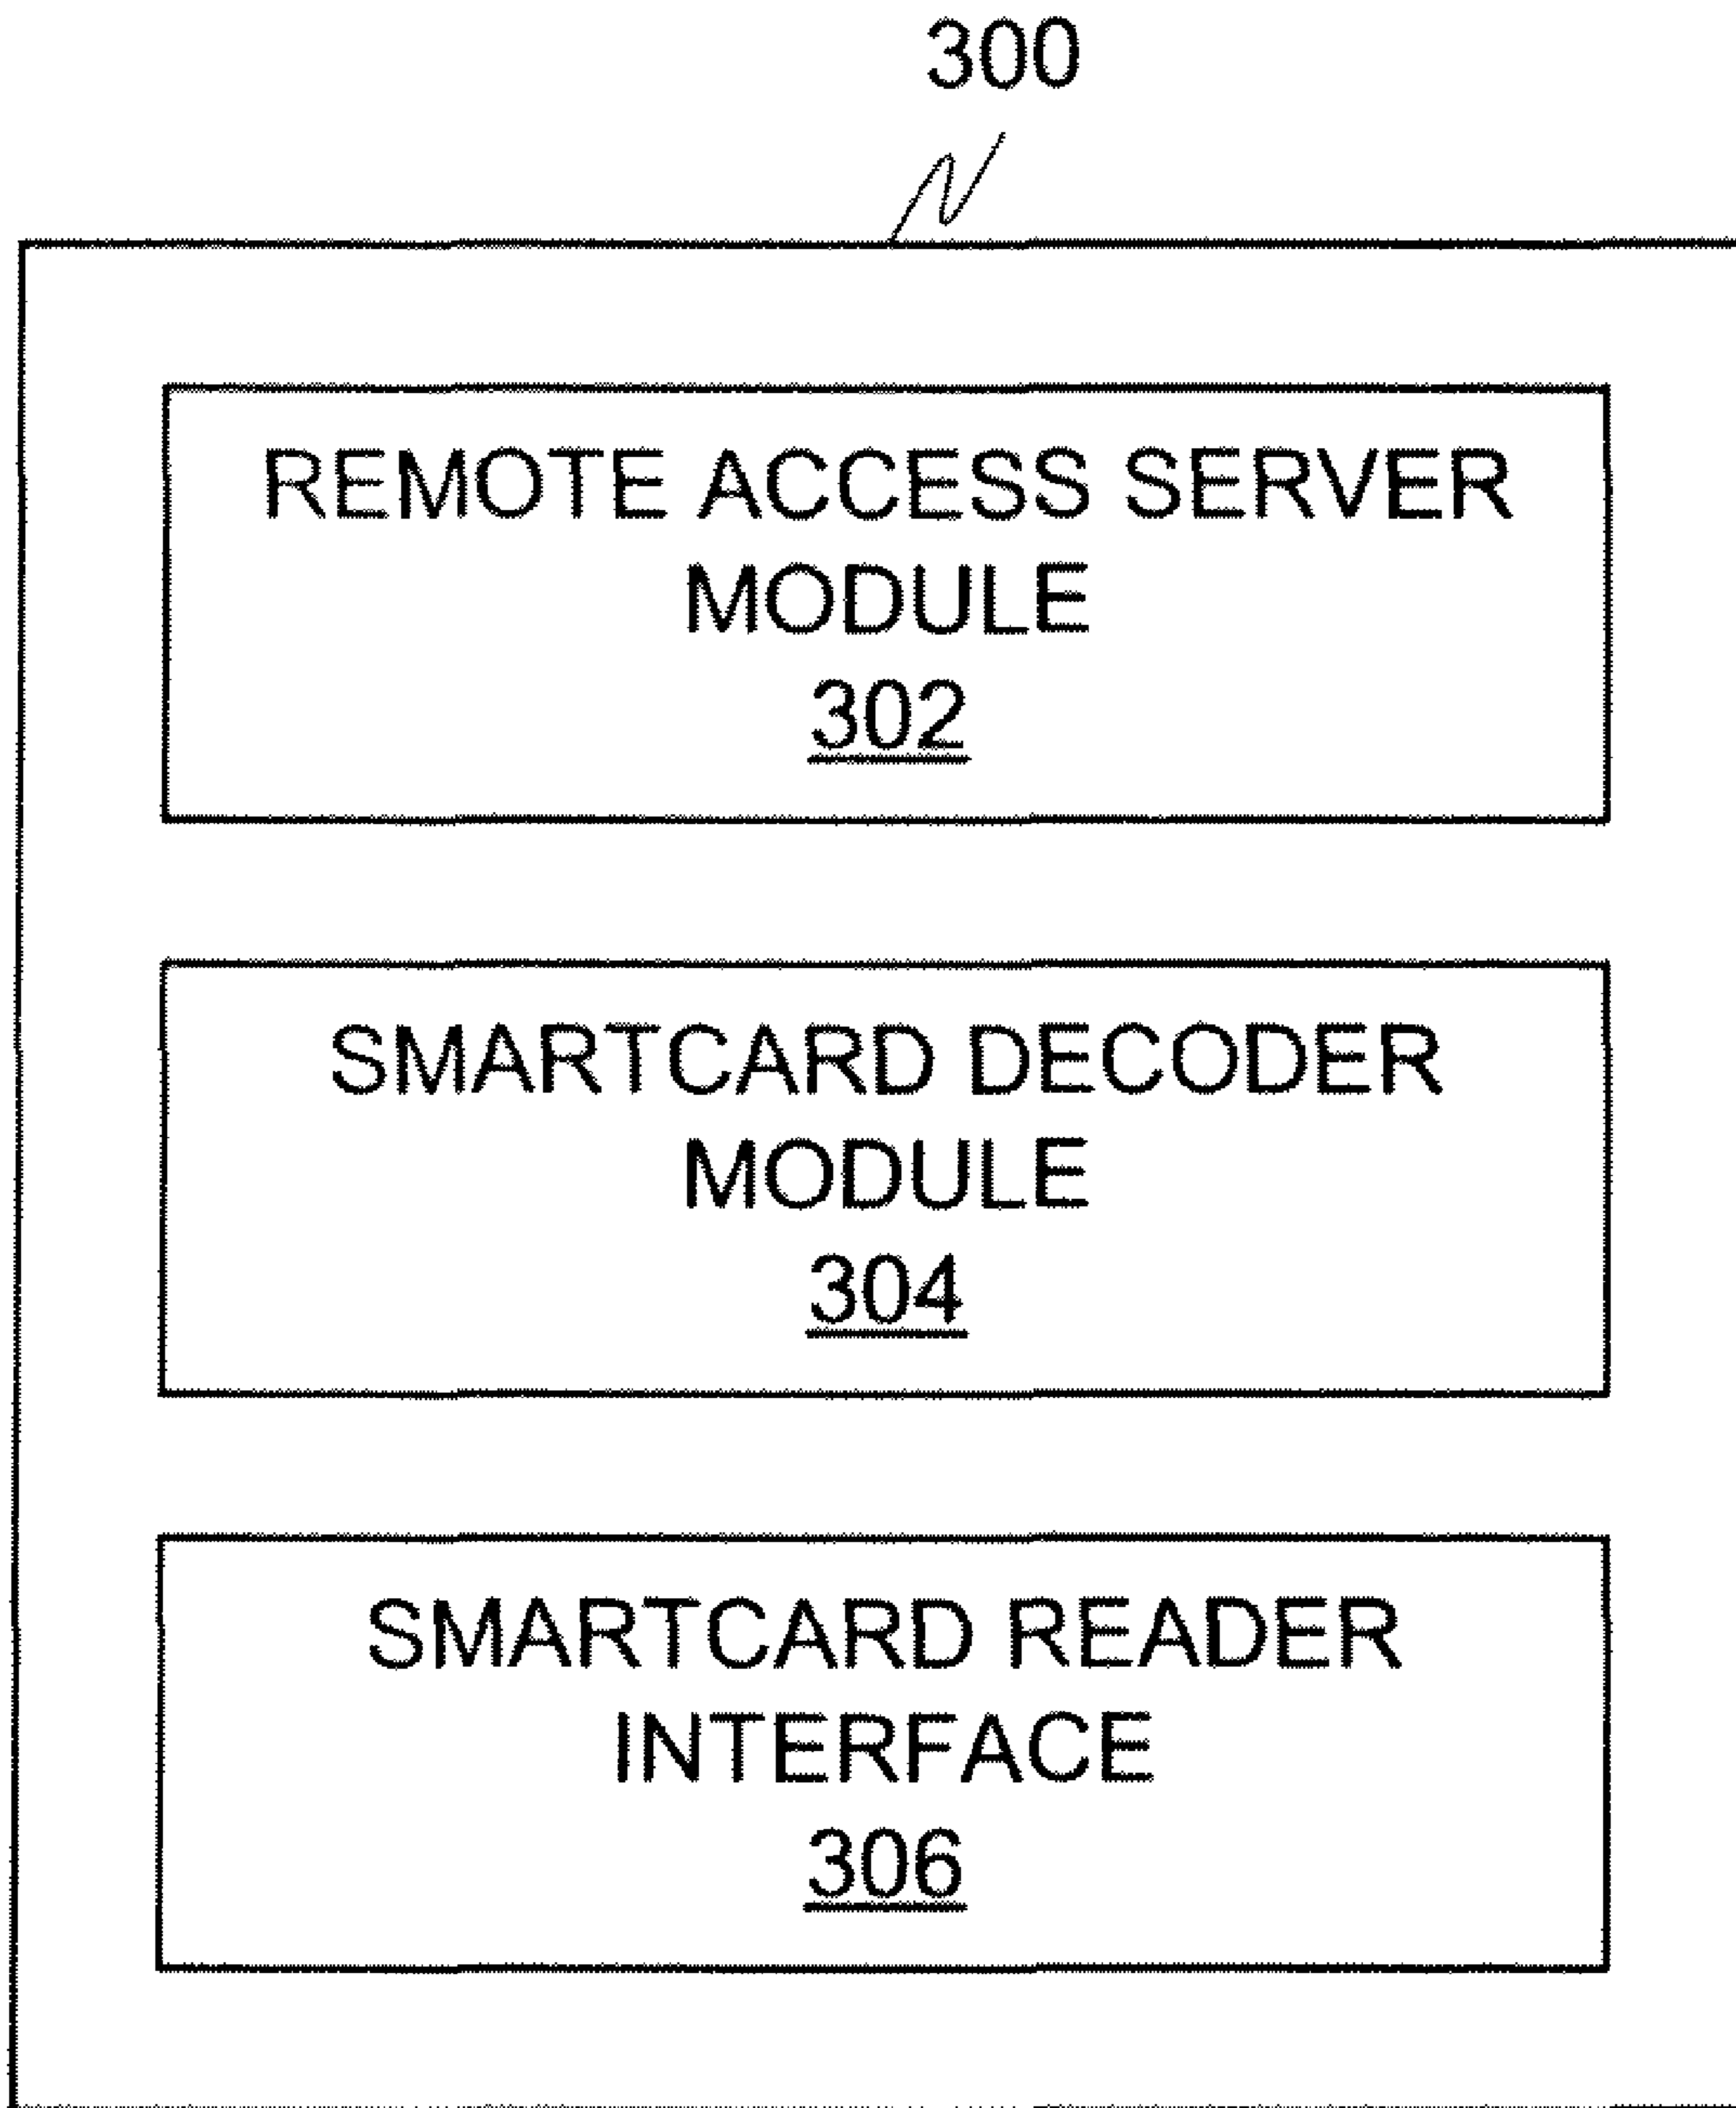 300
REMOTE ACCESS SERVER
MODULE
302
SMARTCARD DECODER
MODULE
304
SMARTCARD READER
INTERFACE
306